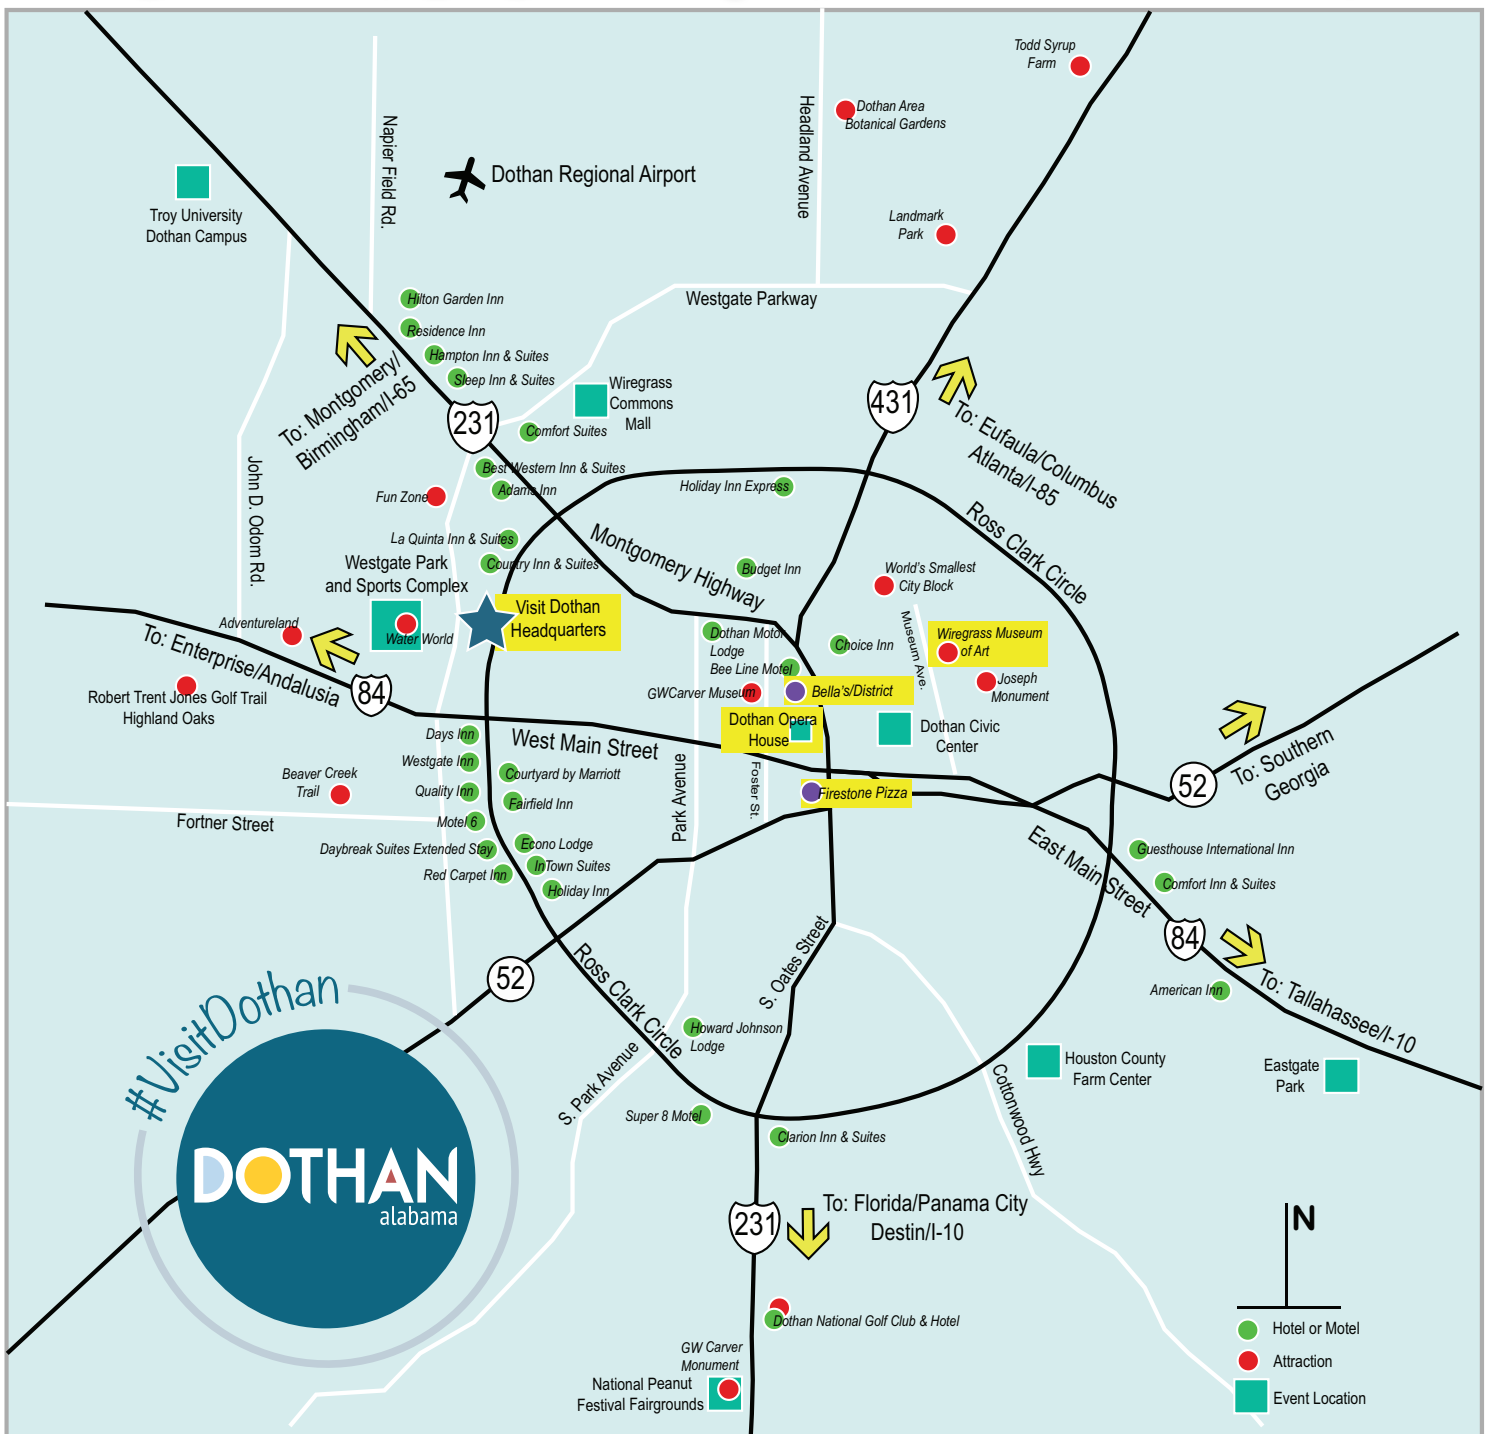 Todd Syrup
Farm
Dothan Area
Botanical Gardens
Headland Avenue
Napier Field Rd.
Dothan Regional Airport
Troy University
Dothan Campus
Landmark
Park
Westgate Parkway
Hilton Garden Inn
Residence Inn
Hampton Inn & Suites
Sleep Inn & Suites
To: Montgomery/
Birmingham/I-65
Wiregrass
Commons
Mall
231
431
To: Eufaula/Columbus
Atlanta/I-85
Comfort Suites
Best Western Inn & Suites
Adams Inn
Fun Zone
Holiday Inn Express
John D. Odom Rd.
La Quinta Inn & Suites
Country Inn & Suites
Montgomery Highway
Ross Clark Circle
Westgate Park
and Sports Complex
Budget Inn
World's Smallest
City Block
Visit Dothan
Headquarters
Adventureland
Water World
Dothan Motor
Lodge
Choice Inn
Museum Ave.
Wiregrass Museum
of Art
Bee Line Motel
To: Enterprise/Andalusia
84
GWCarver Museum
Bella's/District
Joseph
Monument
Robert Trent Jones Golf Trail
Highland Oaks
Dothan Opera
House
Dothan Civic
Center
Days Inn
West Main Street
Westgate Inn
Courtyard by Marriott
Park Avenue
Foster St.
52
To: Southern
Georgia
Beaver Creek
Trail
Quality Inn
Fairfield Inn
Firestone Pizza
Fortner Street
Motel 6
Daybreak Suites Extended Stay
Econo Lodge
InTown Suites
Red Carpet Inn
Holiday Inn
East Main Street
Guesthouse International Inn
Comfort Inn & Suites
84
S. Oates Street
52
Ross Clark Circle
American Inn
To: Tallahassee/I-10
#VisitDothan
Howard Johnson
Lodge
Houston County
Farm Center
Eastgate
Park
S. Park Avenue
Cottonwood Hwy
Super 8 Motel
Clarion Inn & Suites
DOTHAN
alabama
231
To: Florida/Panama City
Destin/I-10
N
Dothan National Golf Club & Hotel
Hotel or Motel
GW Carver
Monument
Attraction
National Peanut
Festival Fairgrounds
Event Location